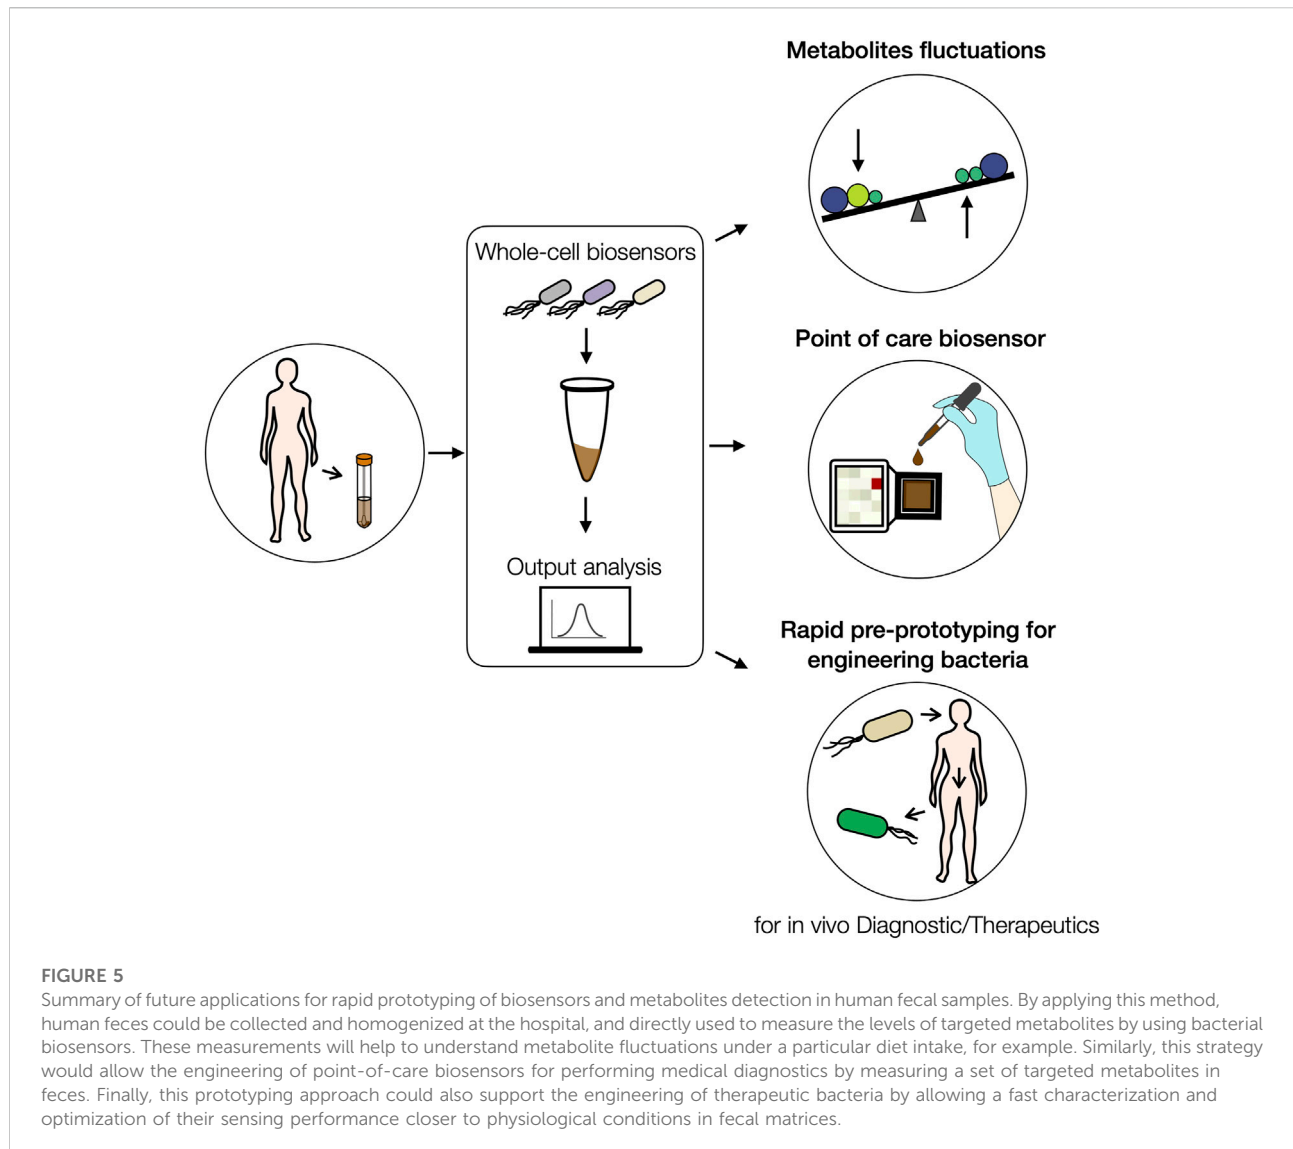 Metabolites fluctuations
Whole-cell biosensors
Point of care biosensor
Output analysis
Rapid pre-prototyping for
engineering bacteria
for in vivo Diagnostic/Therapeutics
FIGURE 5
Summary of future applications for rapid prototyping of biosensors and metabolites detection in human fecal samples. By applying this method,
human feces could be collected and homogenized at the hospital, and directly used to measure the levels of targeted metabolites by using bacterial
biosensors. These measurements will help to understand metabolite fluctuations under a particular diet intake, for example. Similarly, this strategy
would allow the engineering of point-of-care biosensors for performing medical diagnostics by measuring a set of targeted metabolites in
feces. Finally, this prototyping approach could also support the engineering of therapeutic bacteria by allowing a fast characterization and
optimization of their sensing performance closer to physiological conditions in fecal matrices.